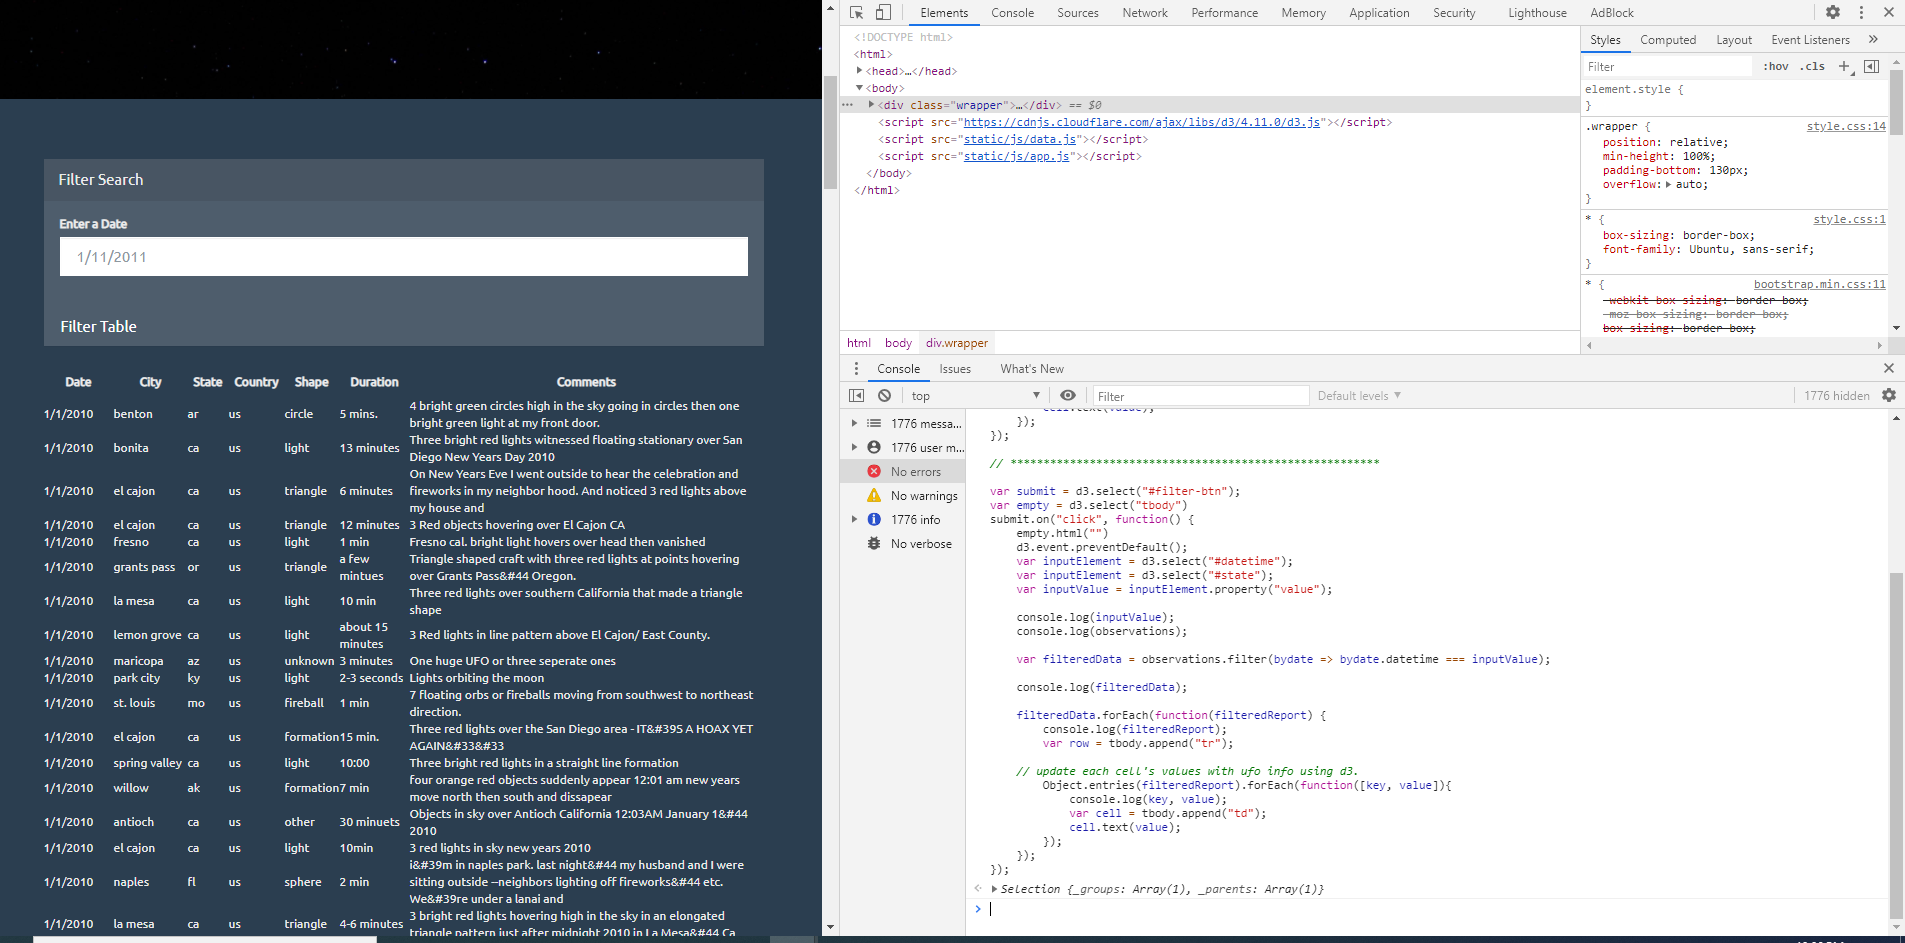 Filter Search
Enter a Date
1/11/2011
Filter Table
Date City State Country Shape Duration Comments
1/1/2010 benton ar us circle 5 mins. 4 bright green circles high in the sky going in circles then one
bright green light at my front door.
1/1/2010 bonita ca us light 13 minutes Three bright red lights witnessed floating stationary over San
Diego New Years Day 2010
1/1/2010 el cajon ca us triangle 6 minutes On New Years Eve I went outside to hear the celebration and
fireworks in my neighbor hood. And noticed 3 red lights above
my house and
1/1/2010 el cajon ca us triangle 12 minutes 3 Red objects hovering over El Cajon CA
1/1/2010 fresno ca us light 1 min Fresno cal. bright light hovers over head then vanished
1/1/2010 grants pass or us triangle a few
mintues Triangle shaped craft with three red lights at points hovering
over Grants Pass&#44 Oregon.
1/1/2010 la mesa ca us light 10 min Three red lights over southern California that made a triangle
shape
1/1/2010 lemon grove ca us light about 15
minutes 3 Red lights in line pattern above El Cajon/ East County.
1/1/2010 maricopa az us unknown 3 minutes One huge UFO or three seperate ones
1/1/2010 park city ky us light 2-3 seconds Lights orbiting the moon
1/1/2010 st. louis mo us fireball 1 min 7 floating orbs or fireballs moving from southwest to northeast
direction.
1/1/2010 el cajon ca us formation 15 min. Three red lights over the San Diego area - IT&#39S A HOAX YET
AGAIN&#33&#33
1/1/2010 spring valley ca us light 10:00 Three bright red lights in a straight line formation
1/1/2010 willow ak us formation 7 min four orange red objects suddenly appear 12:01 am new years
move north then south and dissapear
1/1/2010 antioch ca us other 30 minuets Objects in sky over Antioch California 12:03AM January 1&#44
2010
1/1/2010 el cajon ca us light 10min 3 red lights in sky new years 2010
1/1/2010 naples fl us sphere 2 min i&#39m in naples park. last night&#44 my husband and I were
sitting outside --neighbors lighting off fireworks&#44 etc.
We&#39re under a lanai and
1/1/2010 la mesa ca us triangle 4-6 minutes 3 bright red lights hovering high in the sky in an elongated
triangle pattern just after midnight 2010 in La Mesa&#44 Ca
Elements Console Sources Network Performance Memory Application Security Lighthouse AdBlock
<!DOCTYPE html>
<html>
<head>…</head>
<body>
<div class="wrapper">…</div> == $0
<script src="https://cdnjs.cloudflare.com/ajax/libs/d3/4.11.0/d3.js"></script>
<script src="static/js/data.js"></script>
<script src="static/js/app.js"></script>
</body>
</html>
html body div.wrapper
Styles Computed Layout Event Listeners »
Filter :hov .cls +
element.style {
}
.wrapper { style.css:14
position: relative;
min-height: 100%;
padding-bottom: 130px;
overflow: auto;
}
* { style.css:1
box-sizing: border-box;
font-family: Ubuntu, sans-serif;
}
* { bootstrap.min.css:11
-webkit-box-sizing: border-box;
-moz-box-sizing: border-box;
box-sizing: border-box;
Console Issues What's New
top Filter Default levels 1776 hidden
1776 messa...
1776 user m...
No errors
No warnings
1776 info
No verbose
cell.text(value);
});
});
// ********************************************************
var submit = d3.select("#filter-btn");
var empty = d3.select("tbody")
submit.on("click", function() {
empty.html("")
d3.event.preventDefault();
var inputElement = d3.select("#datetime");
var inputElement = d3.select("#state");
var inputValue = inputElement.property("value");
console.log(inputValue);
console.log(observations);
var filteredData = observations.filter(bydate => bydate.datetime === inputValue);
console.log(filteredData);
filteredData.forEach(function(filteredReport) {
console.log(filteredReport);
var row = tbody.append("tr");
// update each cell's values with ufo info using d3.
Object.entries(filteredReport).forEach(function([key, value]){
console.log(key, value);
var cell = tbody.append("td");
cell.text(value);
});
});
});
Selection {_groups: Array(1), _parents: Array(1)}